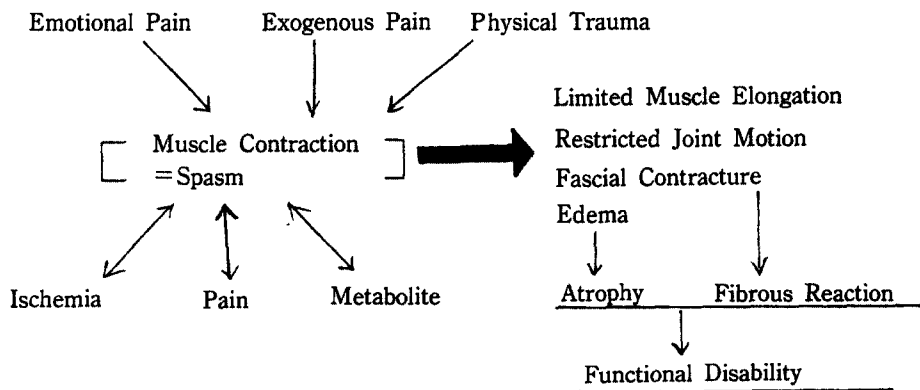 Emotional Pain Exogenous Pain Physical Trauma
Muscle Contraction
=Spasm
Ischemia Pain Metabolite
Limited Muscle Elongation
Restricted Joint Motion
Fascial Contracture
Edema
Atrophy Fibrous Reaction
Functional Disability